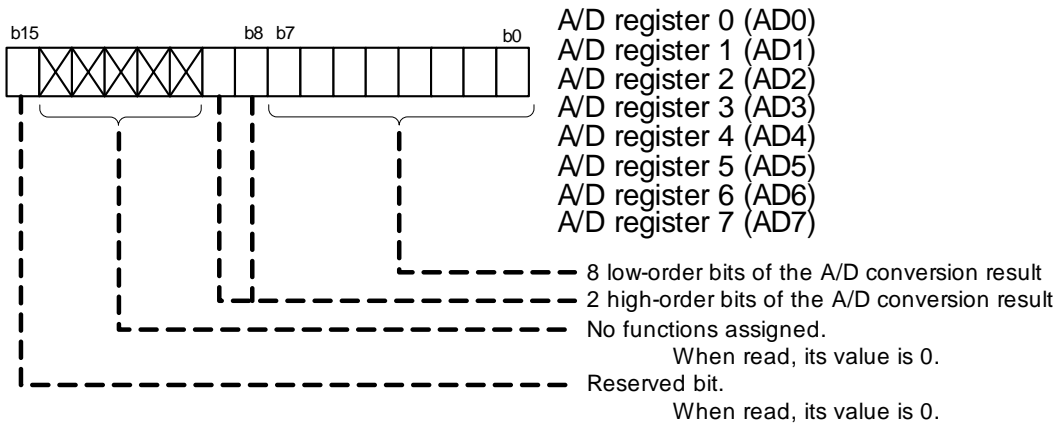 b15 b8 b7 b0
A/D register 0 (AD0)
A/D register 1 (AD1)
A/D register 2 (AD2)
A/D register 3 (AD3)
A/D register 4 (AD4)
A/D register 5 (AD5)
A/D register 6 (AD6)
A/D register 7 (AD7)
8 low-order bits of the A/D conversion result
2 high-order bits of the A/D conversion result
No functions assigned.
When read, its value is 0.
Reserved bit.
When read, its value is 0.